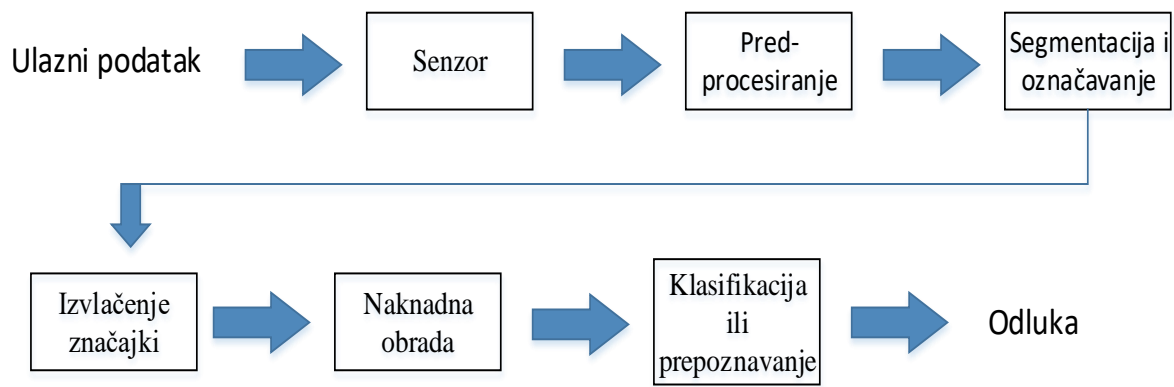 Ulazni podatak
Senzor
Pred-
procesiranje
Segmentacija i
označavanje
Izvlačenje
značajki
Naknadna
obrada
Klasifikacija
ili
prepoznavanje
Odluka